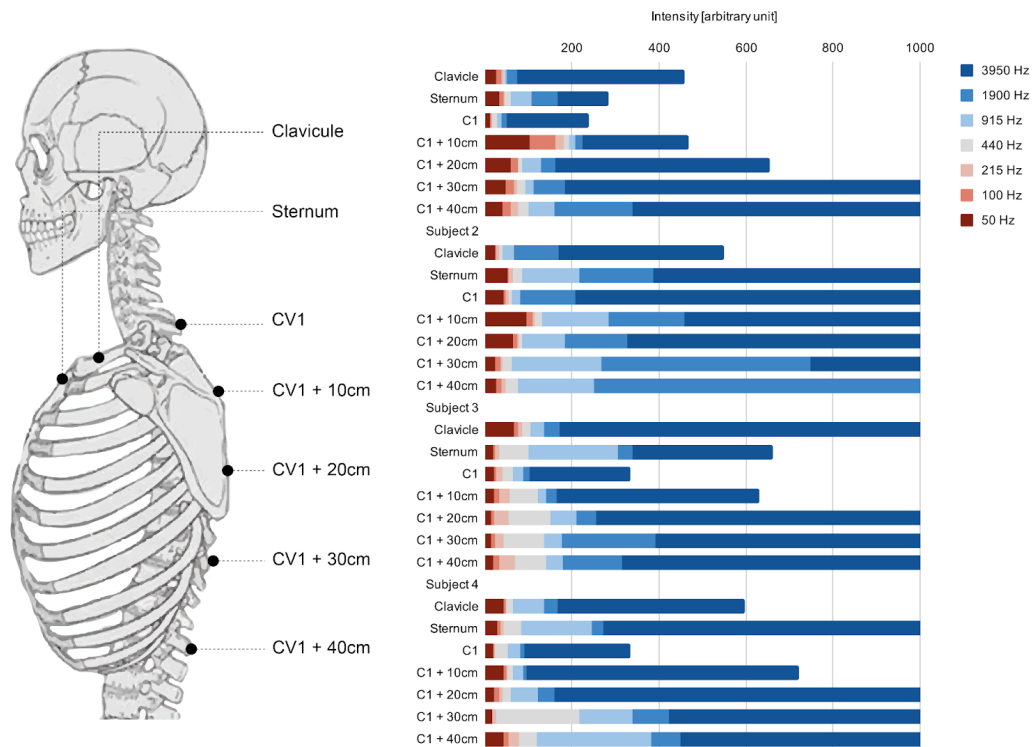 Clavicule
Sternum
CV1
CV1 + 10cm
CV1 + 20cm
CV1 + 30cm
CV1 + 40cm
Intensity [arbitrary unit]
200 400 600 800 1000
Clavicle
Sternum
C1
C1 + 10cm
C1 + 20cm
C1 + 30cm
C1 + 40cm
Subject 2
Clavicle
Sternum
C1
C1 + 10cm
C1 + 20cm
C1 + 30cm
C1 + 40cm
Subject 3
Clavicle
Sternum
C1
C1 + 10cm
C1 + 20cm
C1 + 30cm
C1 + 40cm
Subject 4
Clavicle
Sternum
C1
C1 + 10cm
C1 + 20cm
C1 + 30cm
C1 + 40cm
3950 Hz
1900 Hz
915 Hz
440 Hz
215 Hz
100 Hz
50 Hz